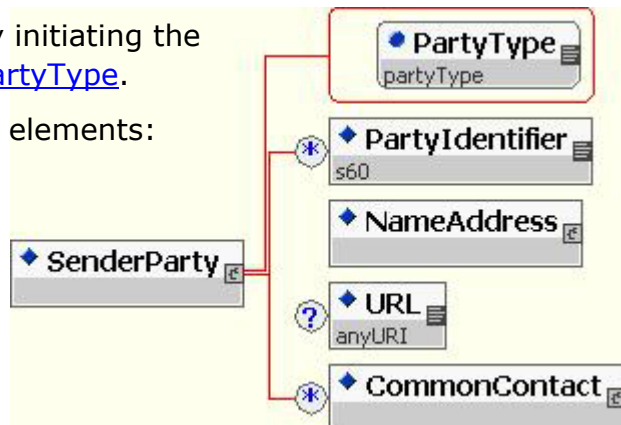 y initiating the
artyType.
elements:
PartyType
partyType
* PartyIdentifier
s60
NameAddress
SenderParty
? URL
anyURI
* CommonContact